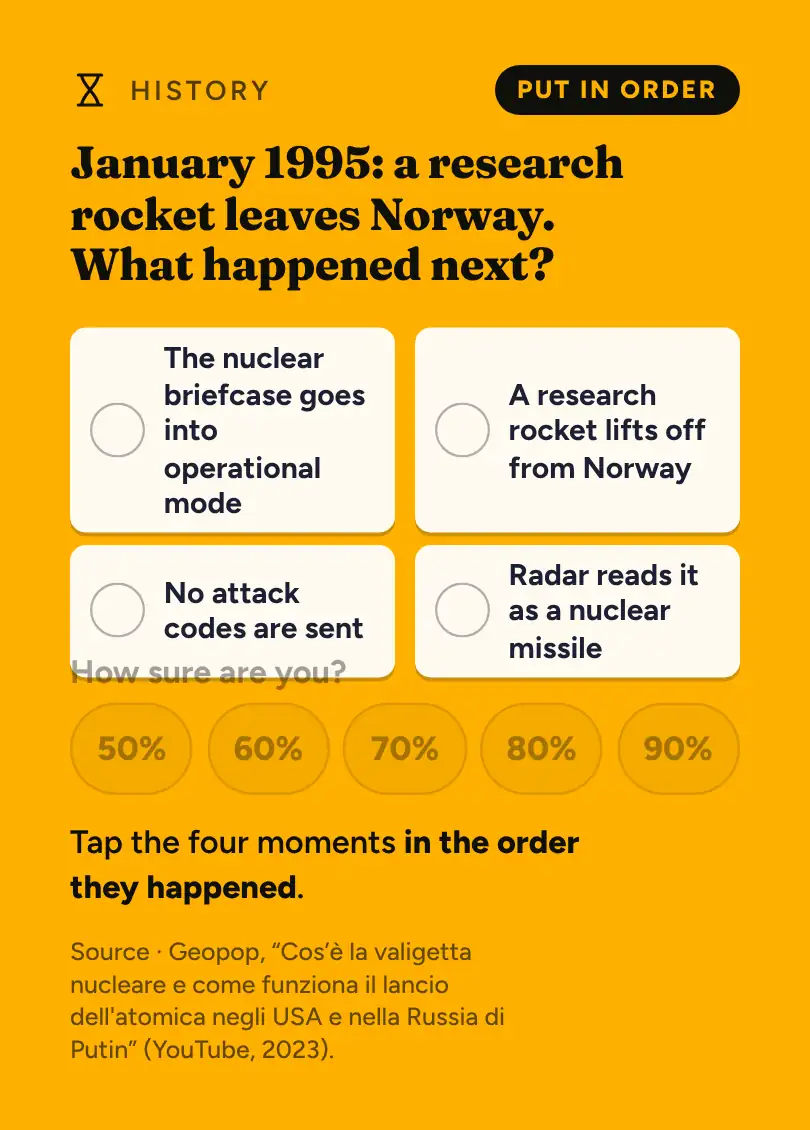 HISTORY
PUT IN ORDER
January 1995: a research
rocket leaves Norway.
What happened next?
The nuclear
briefcase goes
into
operational
mode
A research
rocket lifts off
from Norway
No attack
codes are sent
Radar reads it
as a nuclear
missile
How sure are you?
50%
60%
70%
80%
90%
Tap the four moments in the order
they happened.
Source · Geopop, “Cos’è la valigetta
nucleare e come funziona il lancio
dell'atomica negli USA e nella Russia di
Putin” (YouTube, 2023).